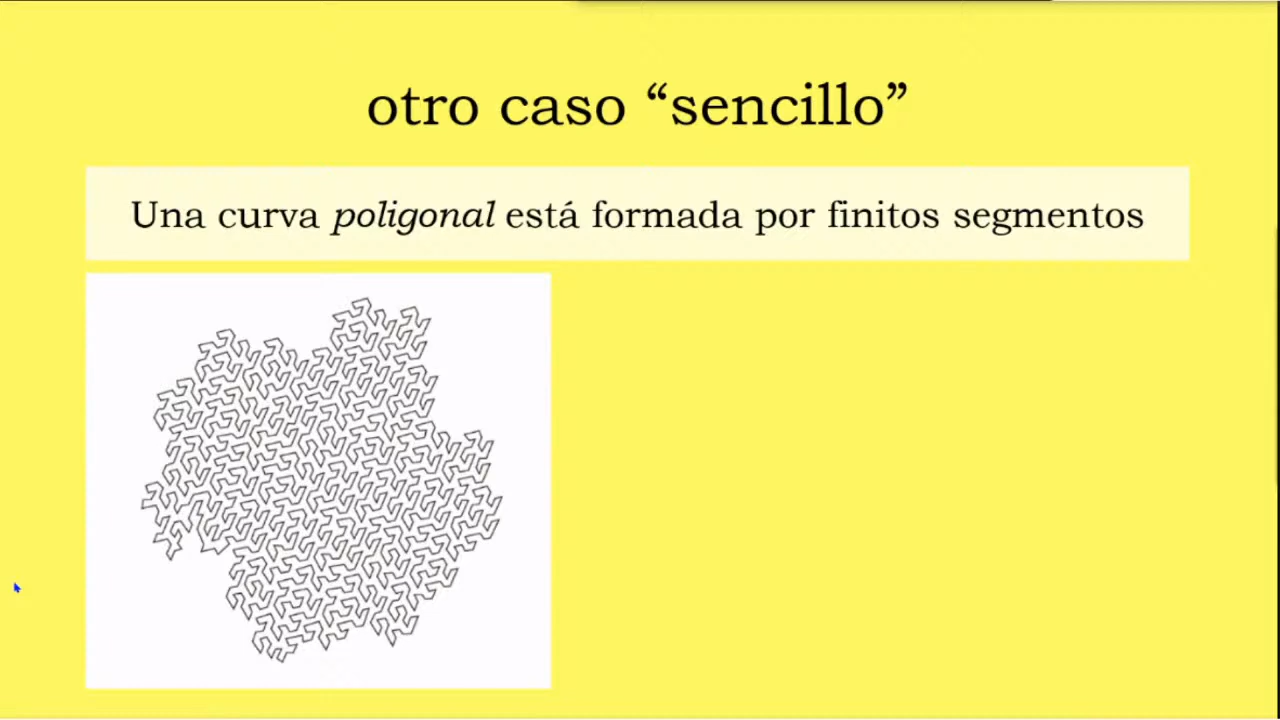 otro caso “sencillo”
Una curva poligonal está formada por finitos segmentos